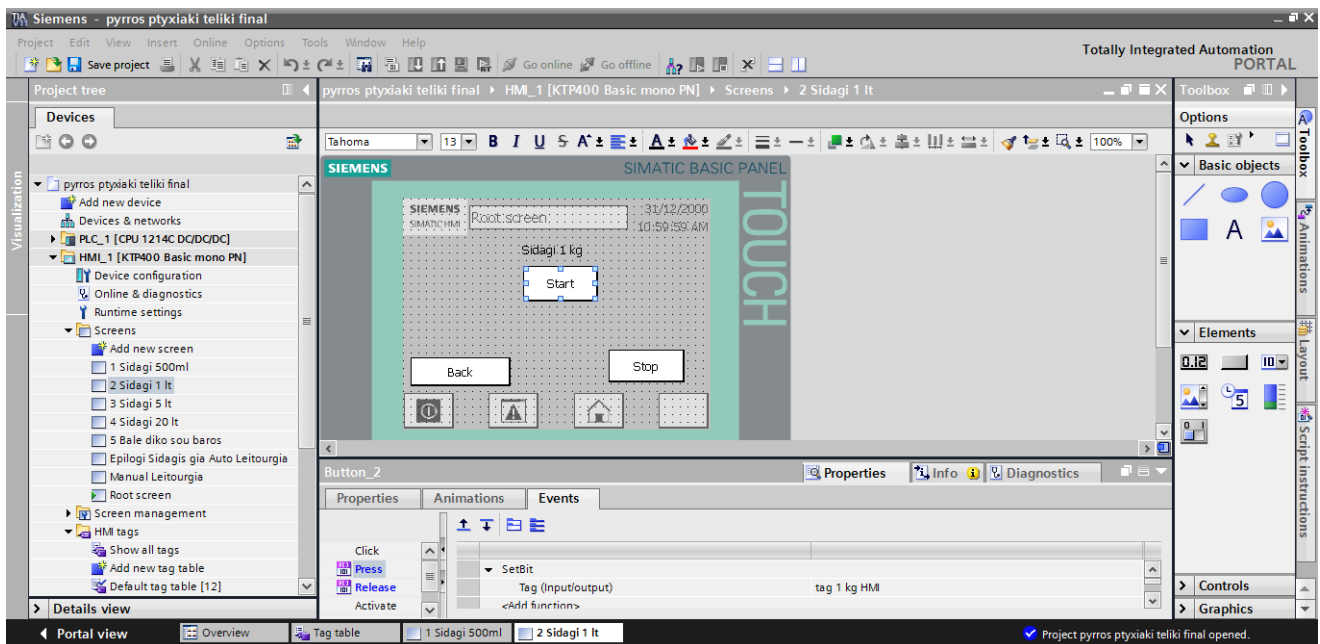 Siemens - pyrros ptyxiaki teliki final
Project Edit View Insert Online Options Tools Window Help
Totally Integrated Automation
PORTAL
Save project Go online Go offline
Project tree
pyrros ptyxiaki teliki final HMI_1 [KTP400 Basic mono PN] Screens 2 Sidagi 1 lt
Toolbox
Devices
Options
Tahoma 13 B I U S A A 100%
Visualization
SIEMENS SIMATIC BASIC PANEL
TOUCH
Basic objects
A
pyrros ptyxiaki teliki final
Add new device
Devices & networks
PLC_1 [CPU 1214C DC/DC/DC]
HMI_1 [KTP400 Basic mono PN]
Device configuration
Online & diagnostics
Runtime settings
Screens
Add new screen
1 Sidagi 500ml
2 Sidagi 1 lt
3 Sidagi 5 lt
4 Sidagi 20 lt
5 Bale diko sou baros
Epilogi Sidagis gia Auto Leitourgia
Manual Leitourgia
Root screen
Screen management
HMI tags
Show all tags
Add new tag table
Default tag table [12]
Details view
SIEMENS
SIMATIC HMI
Root screen
31/12/2000
10:59:59 AM
Sidagi 1 kg
Start
Back
Stop
Button_2
Properties Info Diagnostics
Properties Animations Events
Click
Press
Release
Activate
SetBit
Tag (Input/output) tag 1 kg HMI
<Add function>
Elements
0.12
10
5
Controls
Graphics
Toolbox
Animations
Layout
Script instructions
Portal view Overview Tag table 1 Sidagi 500ml 2 Sidagi 1 lt
Project pyrros ptyxiaki teliki final opened.